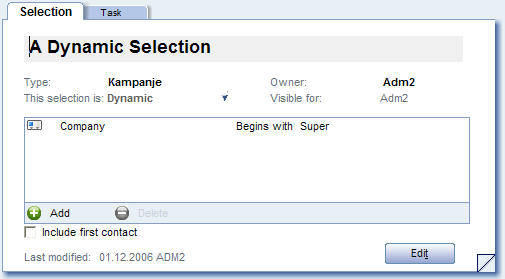 Selection Task
A Dynamic Selection
Type: Kampanje Owner: Adm2
This selection is: Dynamic Visible for: Adm2
Company Begins with Super
Add Delete
Include first contact
Last modified: 01.12.2006 ADM2 Edit